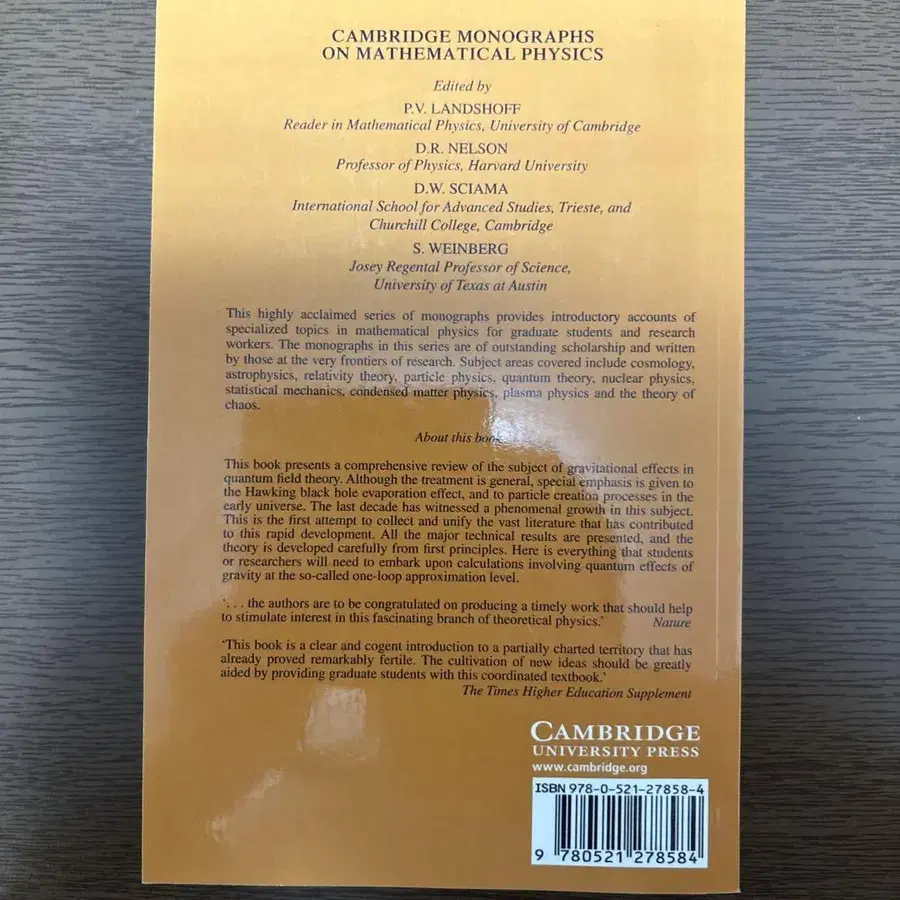 CAMBRIDGE MONOGRAPHS
ON MATHEMATICAL PHYSICS
Edited by
P.V. LANDSHOFF
Reader in Mathematical Physics, University of Cambridge
D.R. NELSON
Professor of Physics, Harvard University
D.W. SCIAMA
International School for Advanced Studies, Trieste, and
Churchill College, Cambridge
S. WEINBERG
Josey Regental Professor of Science,
University of Texas at Austin
This highly acclaimed series of monographs provides introductory accounts of
specialized topics in mathematical physics for graduate students and research
workers. The monographs in this series are of outstanding scholarship and written
by those at the very frontiers of research. Subject areas covered include cosmology,
astrophysics, relativity theory, particle physics, quantum theory, nuclear physics,
statistical mechanics, condensed matter physics, plasma physics and the theory of
chaos.
About this book
This book presents a comprehensive review of the subject of gravitational effects in
quantum field theory. Although the treatment is general, special emphasis is given to
the Hawking black hole evaporation effect, and to particle creation processes in the
early universe. The last decade has witnessed a phenomenal growth in this subject.
This is the first attempt to collect and unify the vast literature that has contributed
to this rapid development. All the major technical results are presented, and the
theory is developed carefully from first principles. Here is everything that students
or researchers will need to embark upon calculations involving quantum effects of
gravity at the so-called one-loop approximation level.
‘. . . the authors are to be congratulated on producing a timely work that should help
to stimulate interest in this fascinating branch of theoretical physics.’ Nature
‘This book is a clear and cogent introduction to a partially charted territory that has
already proved remarkably fertile. The cultivation of new ideas should be greatly
aided by providing graduate students with this coordinated textbook.’
The Times Higher Education Supplement
CAMBRIDGE
UNIVERSITY PRESS
www.cambridge.org
ISBN 978-0-521-27858-4
9 780521 278584